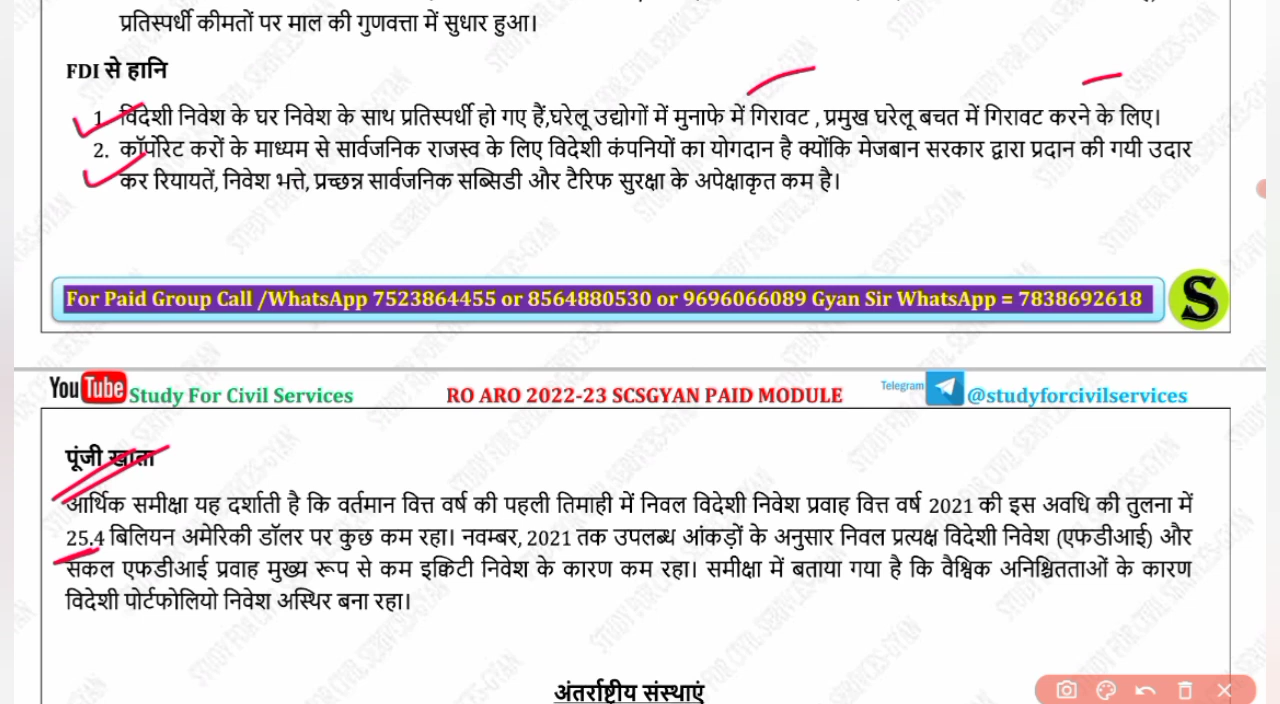 प्रतिस्पर्धी कीमतों पर माल की गुणवत्ता में सुधार हुआ।
FDI से हानि
1. विदेशी निवेश के घर निवेश के साथ प्रतिस्पर्धी हो गए हैं,घरेलू उद्योगों में मुनाफे में गिरावट , प्रमुख घरेलू बचत में गिरावट करने के लिए।
2. कॉर्पोरेट करों के माध्यम से सार्वजनिक राजस्व के लिए विदेशी कंपनियों का योगदान है क्योंकि मेजबान सरकार द्वारा प्रदान की गयी उदार
कर रियायतें, निवेश भत्ते, प्रच्छन्न सार्वजनिक सब्सिडी और टैरिफ सुरक्षा के अपेक्षाकृत कम है।
For Paid Group Call /WhatsApp 7523864455 or 8564880530 or 9696066089 Gyan Sir WhatsApp = 7838692618
S
YouTube Study For Civil Services RO ARO 2022-23 SCSGYAN PAID MODULE Telegram @studyforcivilservices
पूंजी खाता
आर्थिक समीक्षा यह दर्शाती है कि वर्तमान वित्त वर्ष की पहली तिमाही में निवल विदेशी निवेश प्रवाह वित्त वर्ष 2021 की इस अवधि की तुलना में
25.4 बिलियन अमेरिकी डॉलर पर कुछ कम रहा। नवम्बर, 2021 तक उपलब्ध आंकड़ों के अनुसार निवल प्रत्यक्ष विदेशी निवेश (एफडीआई) और
सकल एफडीआई प्रवाह मुख्य रूप से कम इक्विटी निवेश के कारण कम रहा। समीक्षा में बताया गया है कि वैश्विक अनिश्चितताओं के कारण
विदेशी पोर्टफोलियो निवेश अस्थिर बना रहा।
अंतर्राष्ट्रीय संस्थाएं